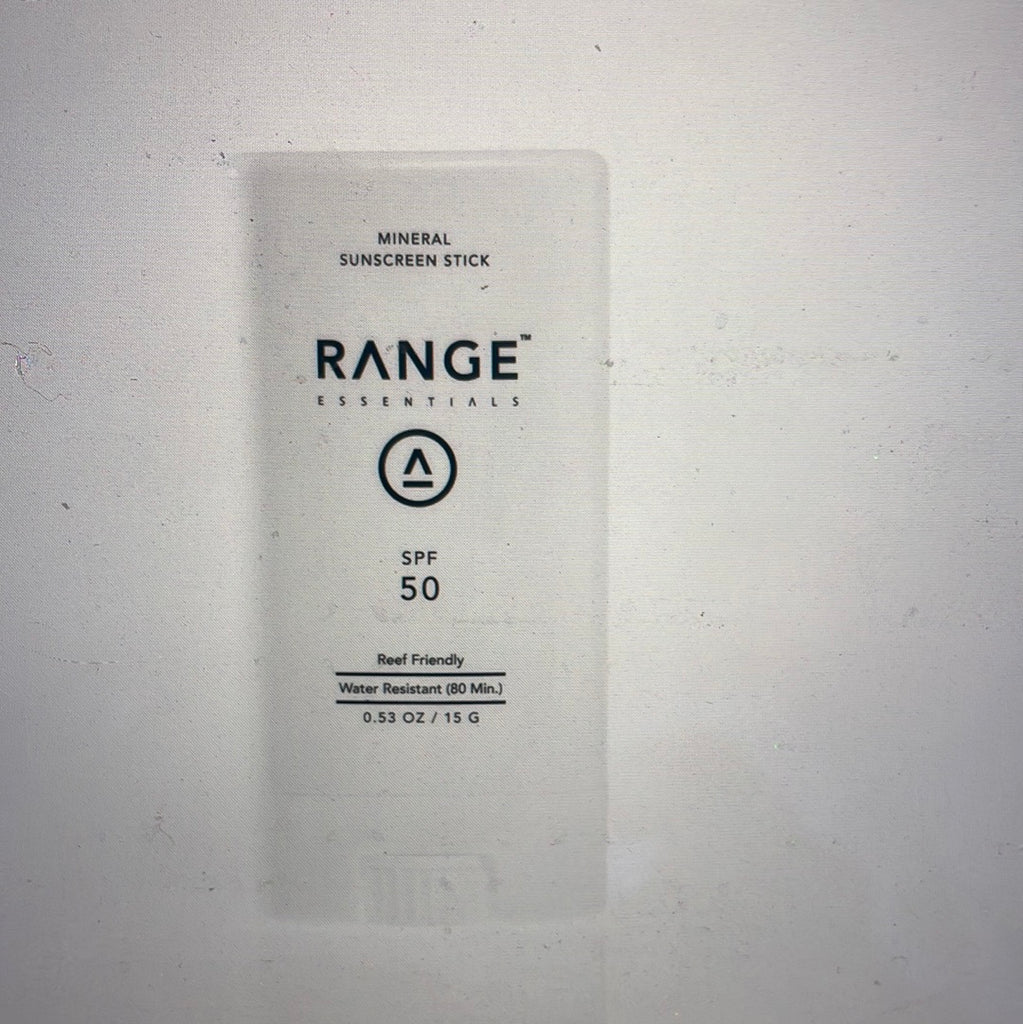 MINERAL
SUNSCREEN STICK
RANGE™
ESSENTIALS
SPF
50
Reef Friendly
Water Resistant (80 Min.)
0.53 OZ / 15 G